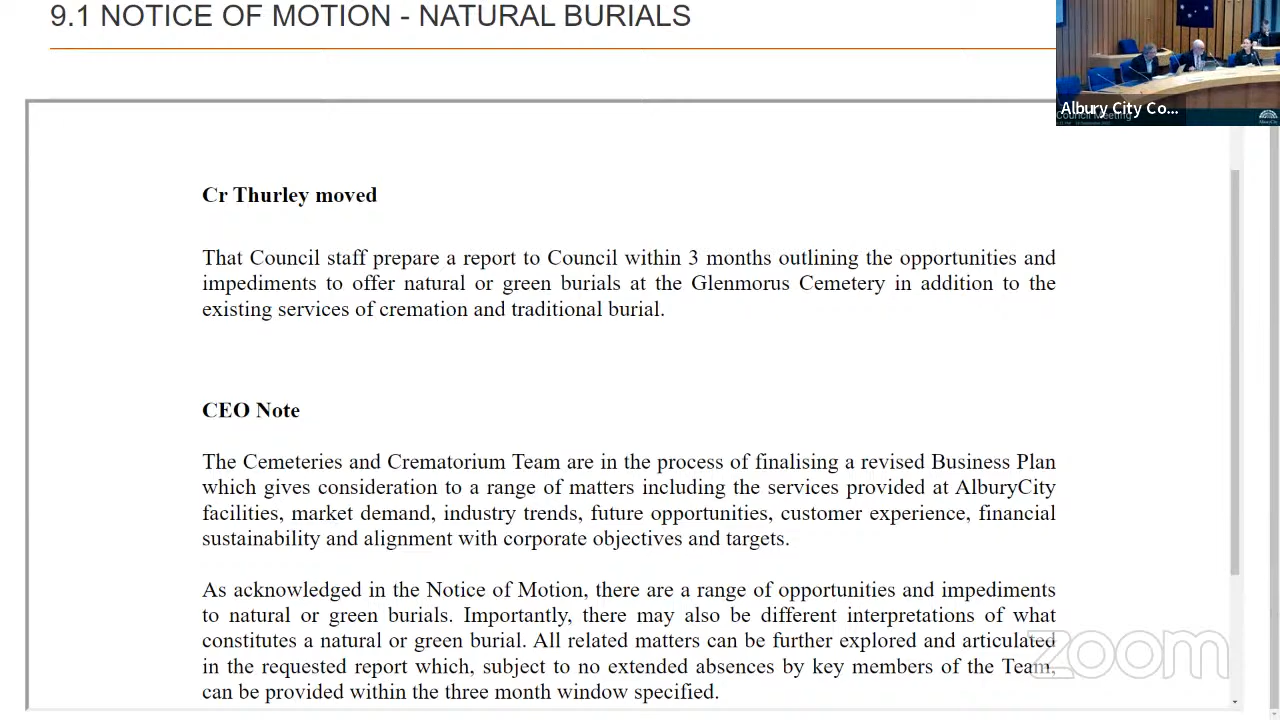 9.1 NOTICE OF MOTION - NATURAL BURIALS
Albury City Co...
Council Meeting
Cr Thurley moved
That Council staff prepare a report to Council within 3 months outlining the opportunities and
impediments to offer natural or green burials at the Glenmorus Cemetery in addition to the
existing services of cremation and traditional burial.
CEO Note
The Cemeteries and Crematorium Team are in the process of finalising a revised Business Plan
which gives consideration to a range of matters including the services provided at AlburyCity
facilities, market demand, industry trends, future opportunities, customer experience, financial
sustainability and alignment with corporate objectives and targets.
As acknowledged in the Notice of Motion, there are a range of opportunities and impediments
to natural or green burials. Importantly, there may also be different interpretations of what
constitutes a natural or green burial. All related matters can be further explored and articulated
in the requested report which, subject to no extended absences by key members of the Team,
can be provided within the three month window specified.
zoom